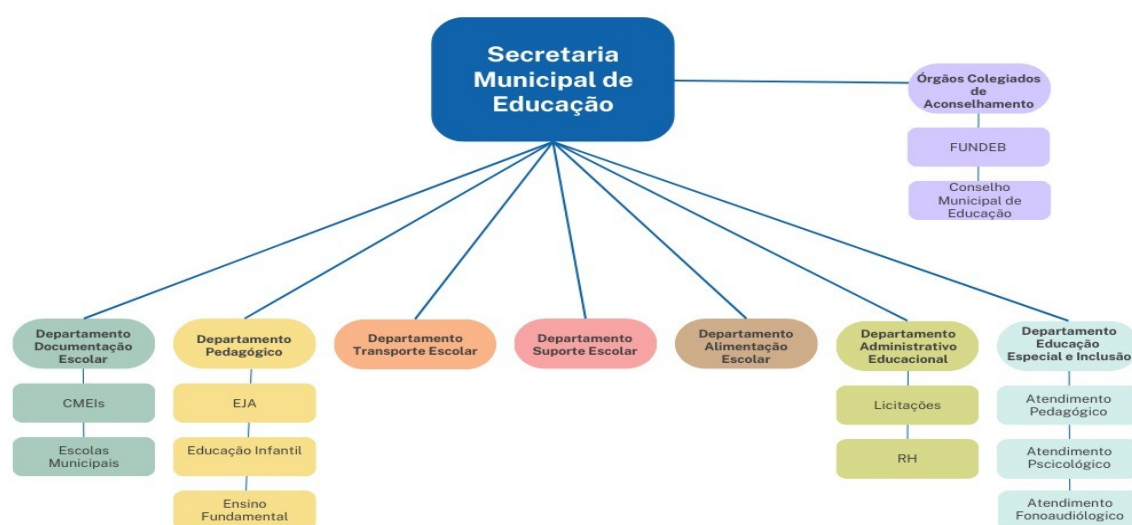 Secretaria
Municipal de
Educação
Órgãos Colegiados
de
Aconselhamento
FUNDEB
Conselho
Municipal de
Educação
Departamento
Documentação
Escolar
CMEIs
Escolas
Municipais
Departamento
Pedagógico
EJA
Educação Infantil
Ensino
Fundamental
Departamento
Transporte Escolar
Departamento
Suporte Escolar
Departamento
Alimentação
Escolar
Departamento
Administrativo
Educacional
Licitações
RH
Departamento
Educação
Especial e Inclusão
Atendimento
Pedagógico
Atendimento
Pscicológico
Atendimento
Fonoaudiólogico